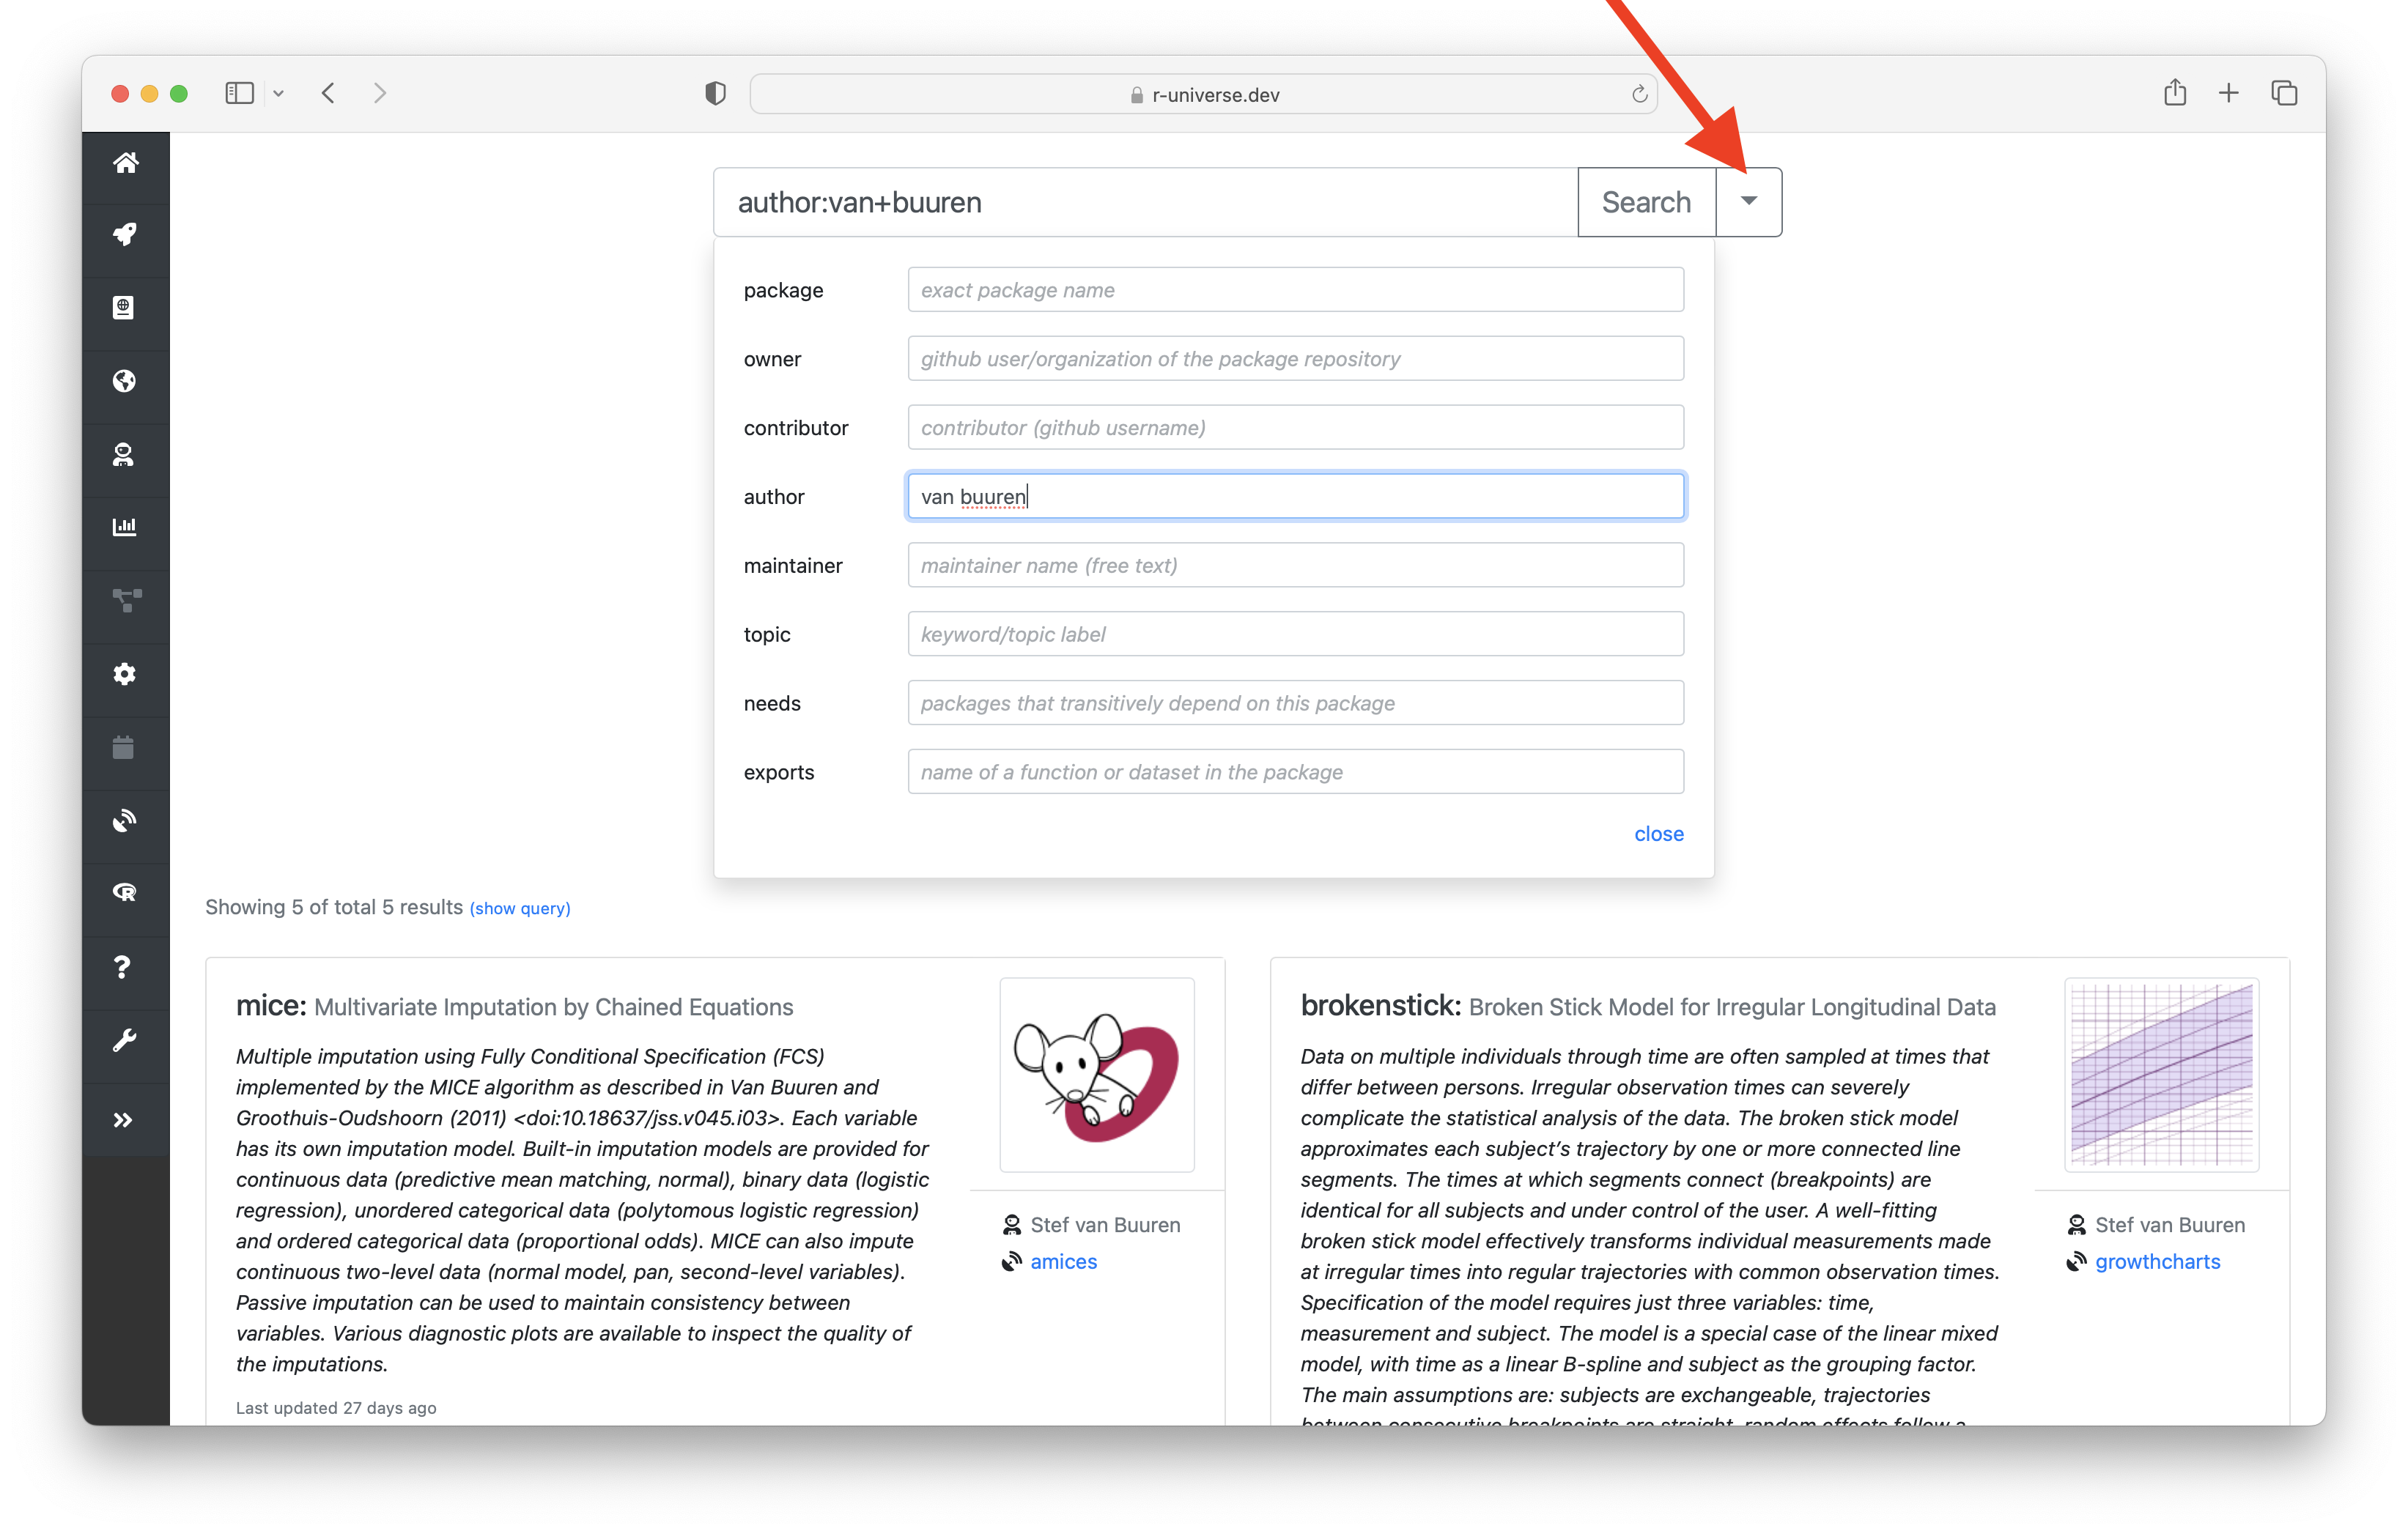 r-universe.dev
author:van+buuren
Search
package
exact package name
owner
github user/organization of the package repository
contributor
contributor (github username)
author
van buuren
maintainer
maintainer name (free text)
topic
keyword/topic label
needs
packages that transitively depend on this package
exports
name of a function or dataset in the package
close
Showing 5 of total 5 results (show query)
mice: Multivariate Imputation by Chained Equations
Multiple imputation using Fully Conditional Specification (FCS)
implemented by the MICE algorithm as described in Van Buuren and
Groothuis-Oudshoorn (2011) <doi:10.18637/jss.v045.i03>. Each variable
has its own imputation model. Built-in imputation models are provided for
continuous data (predictive mean matching, normal), binary data (logistic
regression), unordered categorical data (polytomous logistic regression)
and ordered categorical data (proportional odds). MICE can also impute
continuous two-level data (normal model, pan, second-level variables).
Passive imputation can be used to maintain consistency between
variables. Various diagnostic plots are available to inspect the quality of
the imputations.
Last updated 27 days ago
Stef van Buuren
amices
brokenstick: Broken Stick Model for Irregular Longitudinal Data
Data on multiple individuals through time are often sampled at times that
differ between persons. Irregular observation times can severely
complicate the statistical analysis of the data. The broken stick model
approximates each subject’s trajectory by one or more connected line
segments. The times at which segments connect (breakpoints) are
identical for all subjects and under control of the user. A well-fitting
broken stick model effectively transforms individual measurements made
at irregular times into regular trajectories with common observation times.
Specification of the model requires just three variables: time,
measurement and subject. The model is a special case of the linear mixed
model, with time as a linear B-spline and subject as the grouping factor.
The main assumptions are: subjects are exchangeable, trajectories
between consecutive breakpoints are straight, random effects follow a
Stef van Buuren
growthcharts